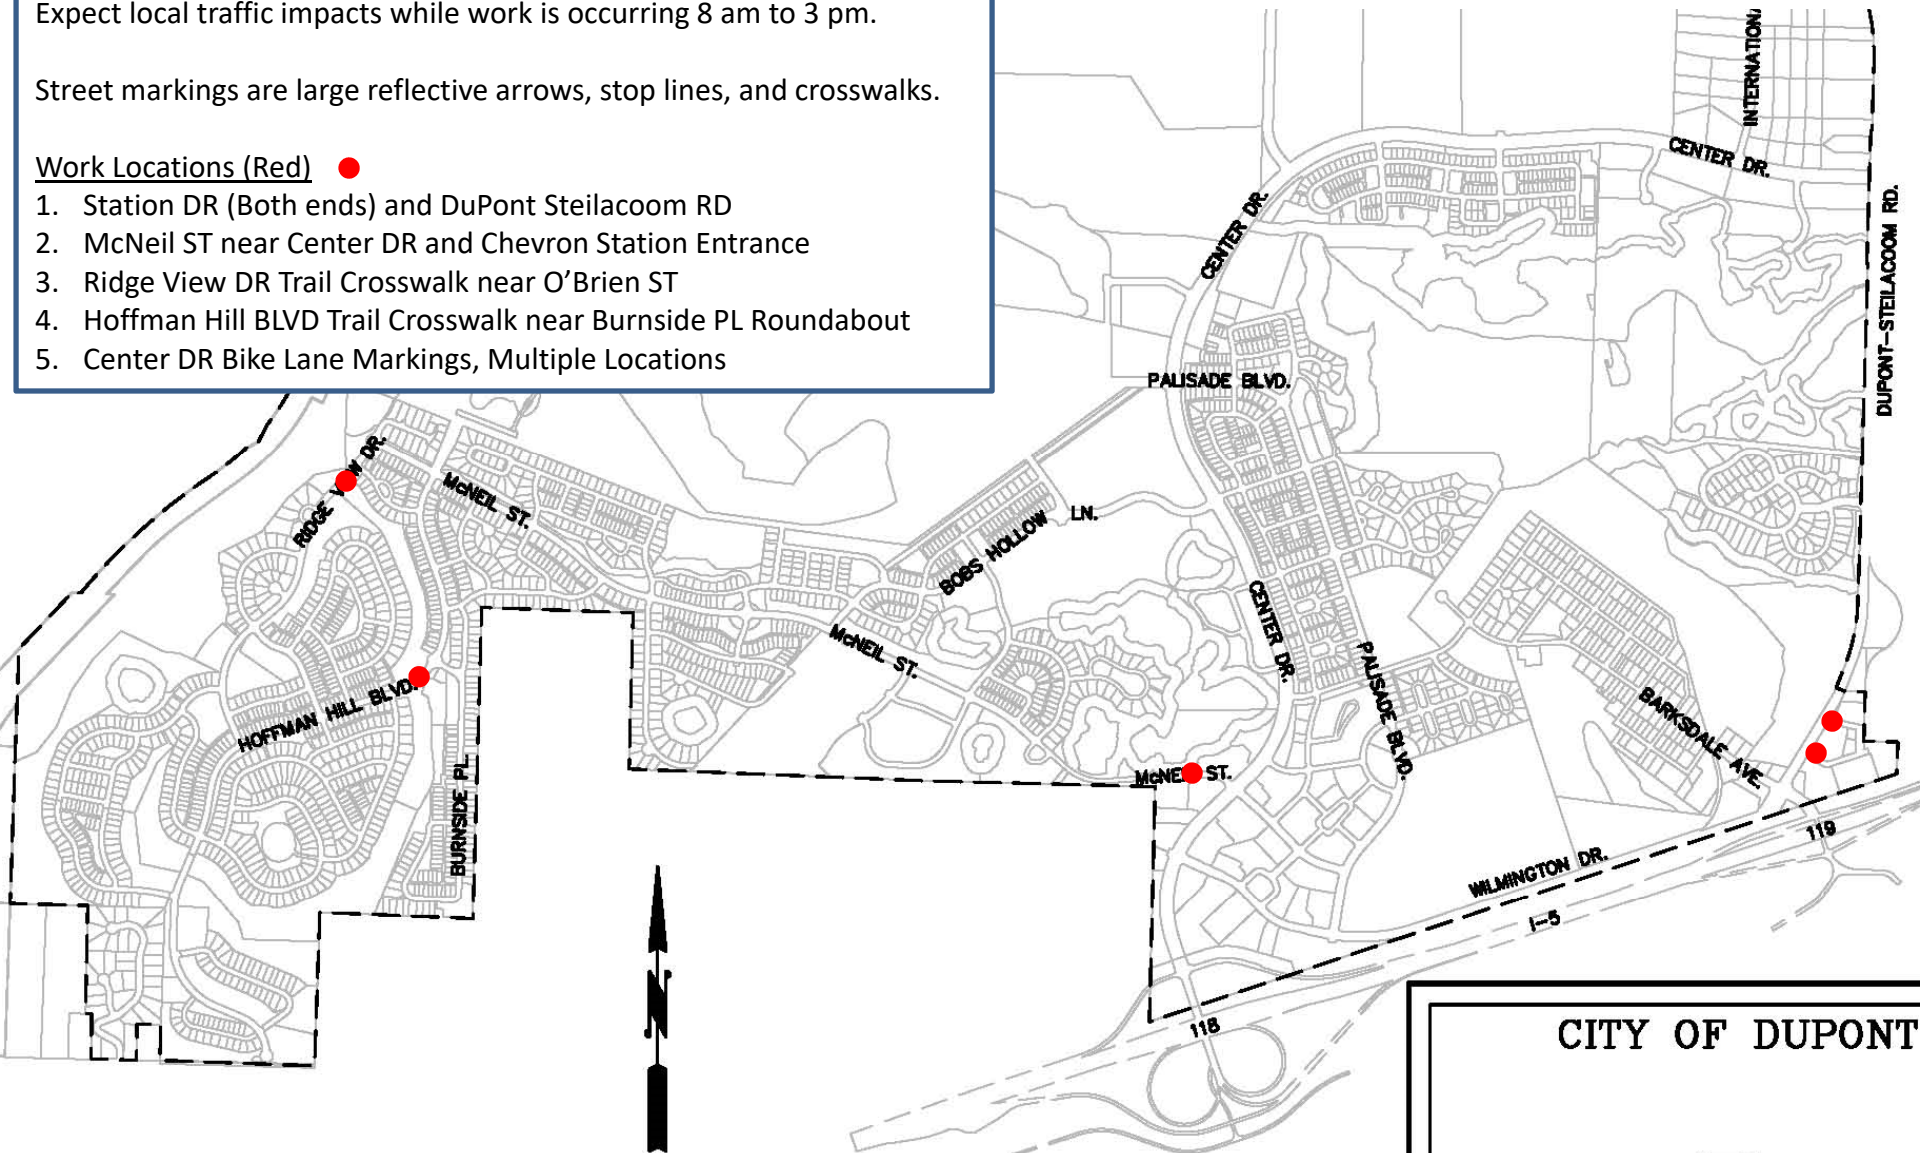 Expect local traffic impacts while work is occurring 8 am to 3 pm.
Street markings are large reflective arrows, stop lines, and crosswalks.
Work Locations (Red)
1. Station DR (Both ends) and DuPont Steilacoom RD
2. McNeil ST near Center DR and Chevron Station Entrance
3. Ridge View DR Trail Crosswalk near O’Brien ST
4. Hoffman Hill BLVD Trail Crosswalk near Burnside PL Roundabout
5. Center DR Bike Lane Markings, Multiple Locations
INTERNATION
CENTER DR.
CENTER DR.
DUPONT-STEILACOOM RD.
PALISADE BLVD.
RIDGE W DR.
McNEIL ST.
BOBS HOLLOW LN.
CENTER DR.
McNEIL ST.
PALISADE BLVD.
HOFFMAN HILL BLVD.
BARKSDALE AVE.
McNE ST.
BURNSIDE PL.
119
WILMINGTON DR.
I-5
N
118
CITY OF DUPONT